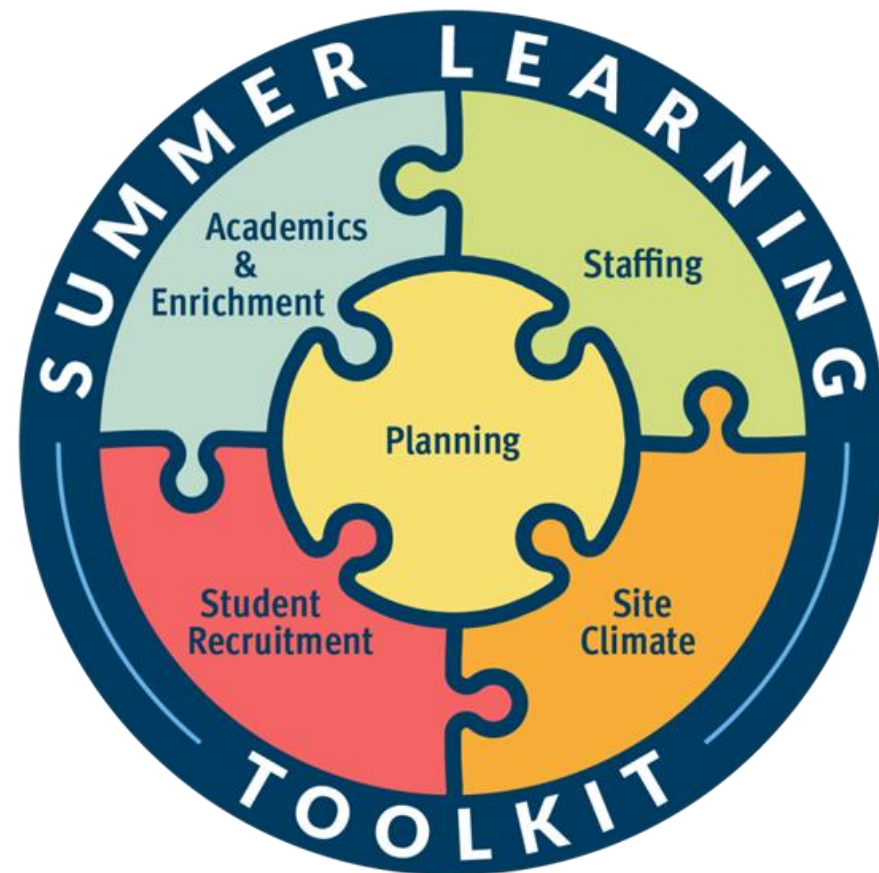 SUMMER LEARNING
Academics
&
Enrichment
Staffing
Planning
Student
Recruitment
Site
Climate
TOOLKIT